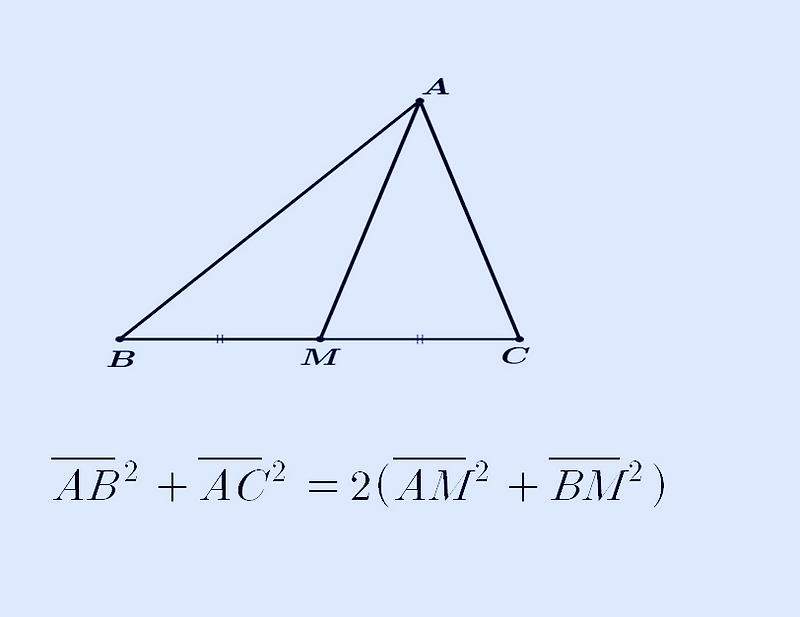 A
B M C
AB² + AC² = 2(AM² + BM²)